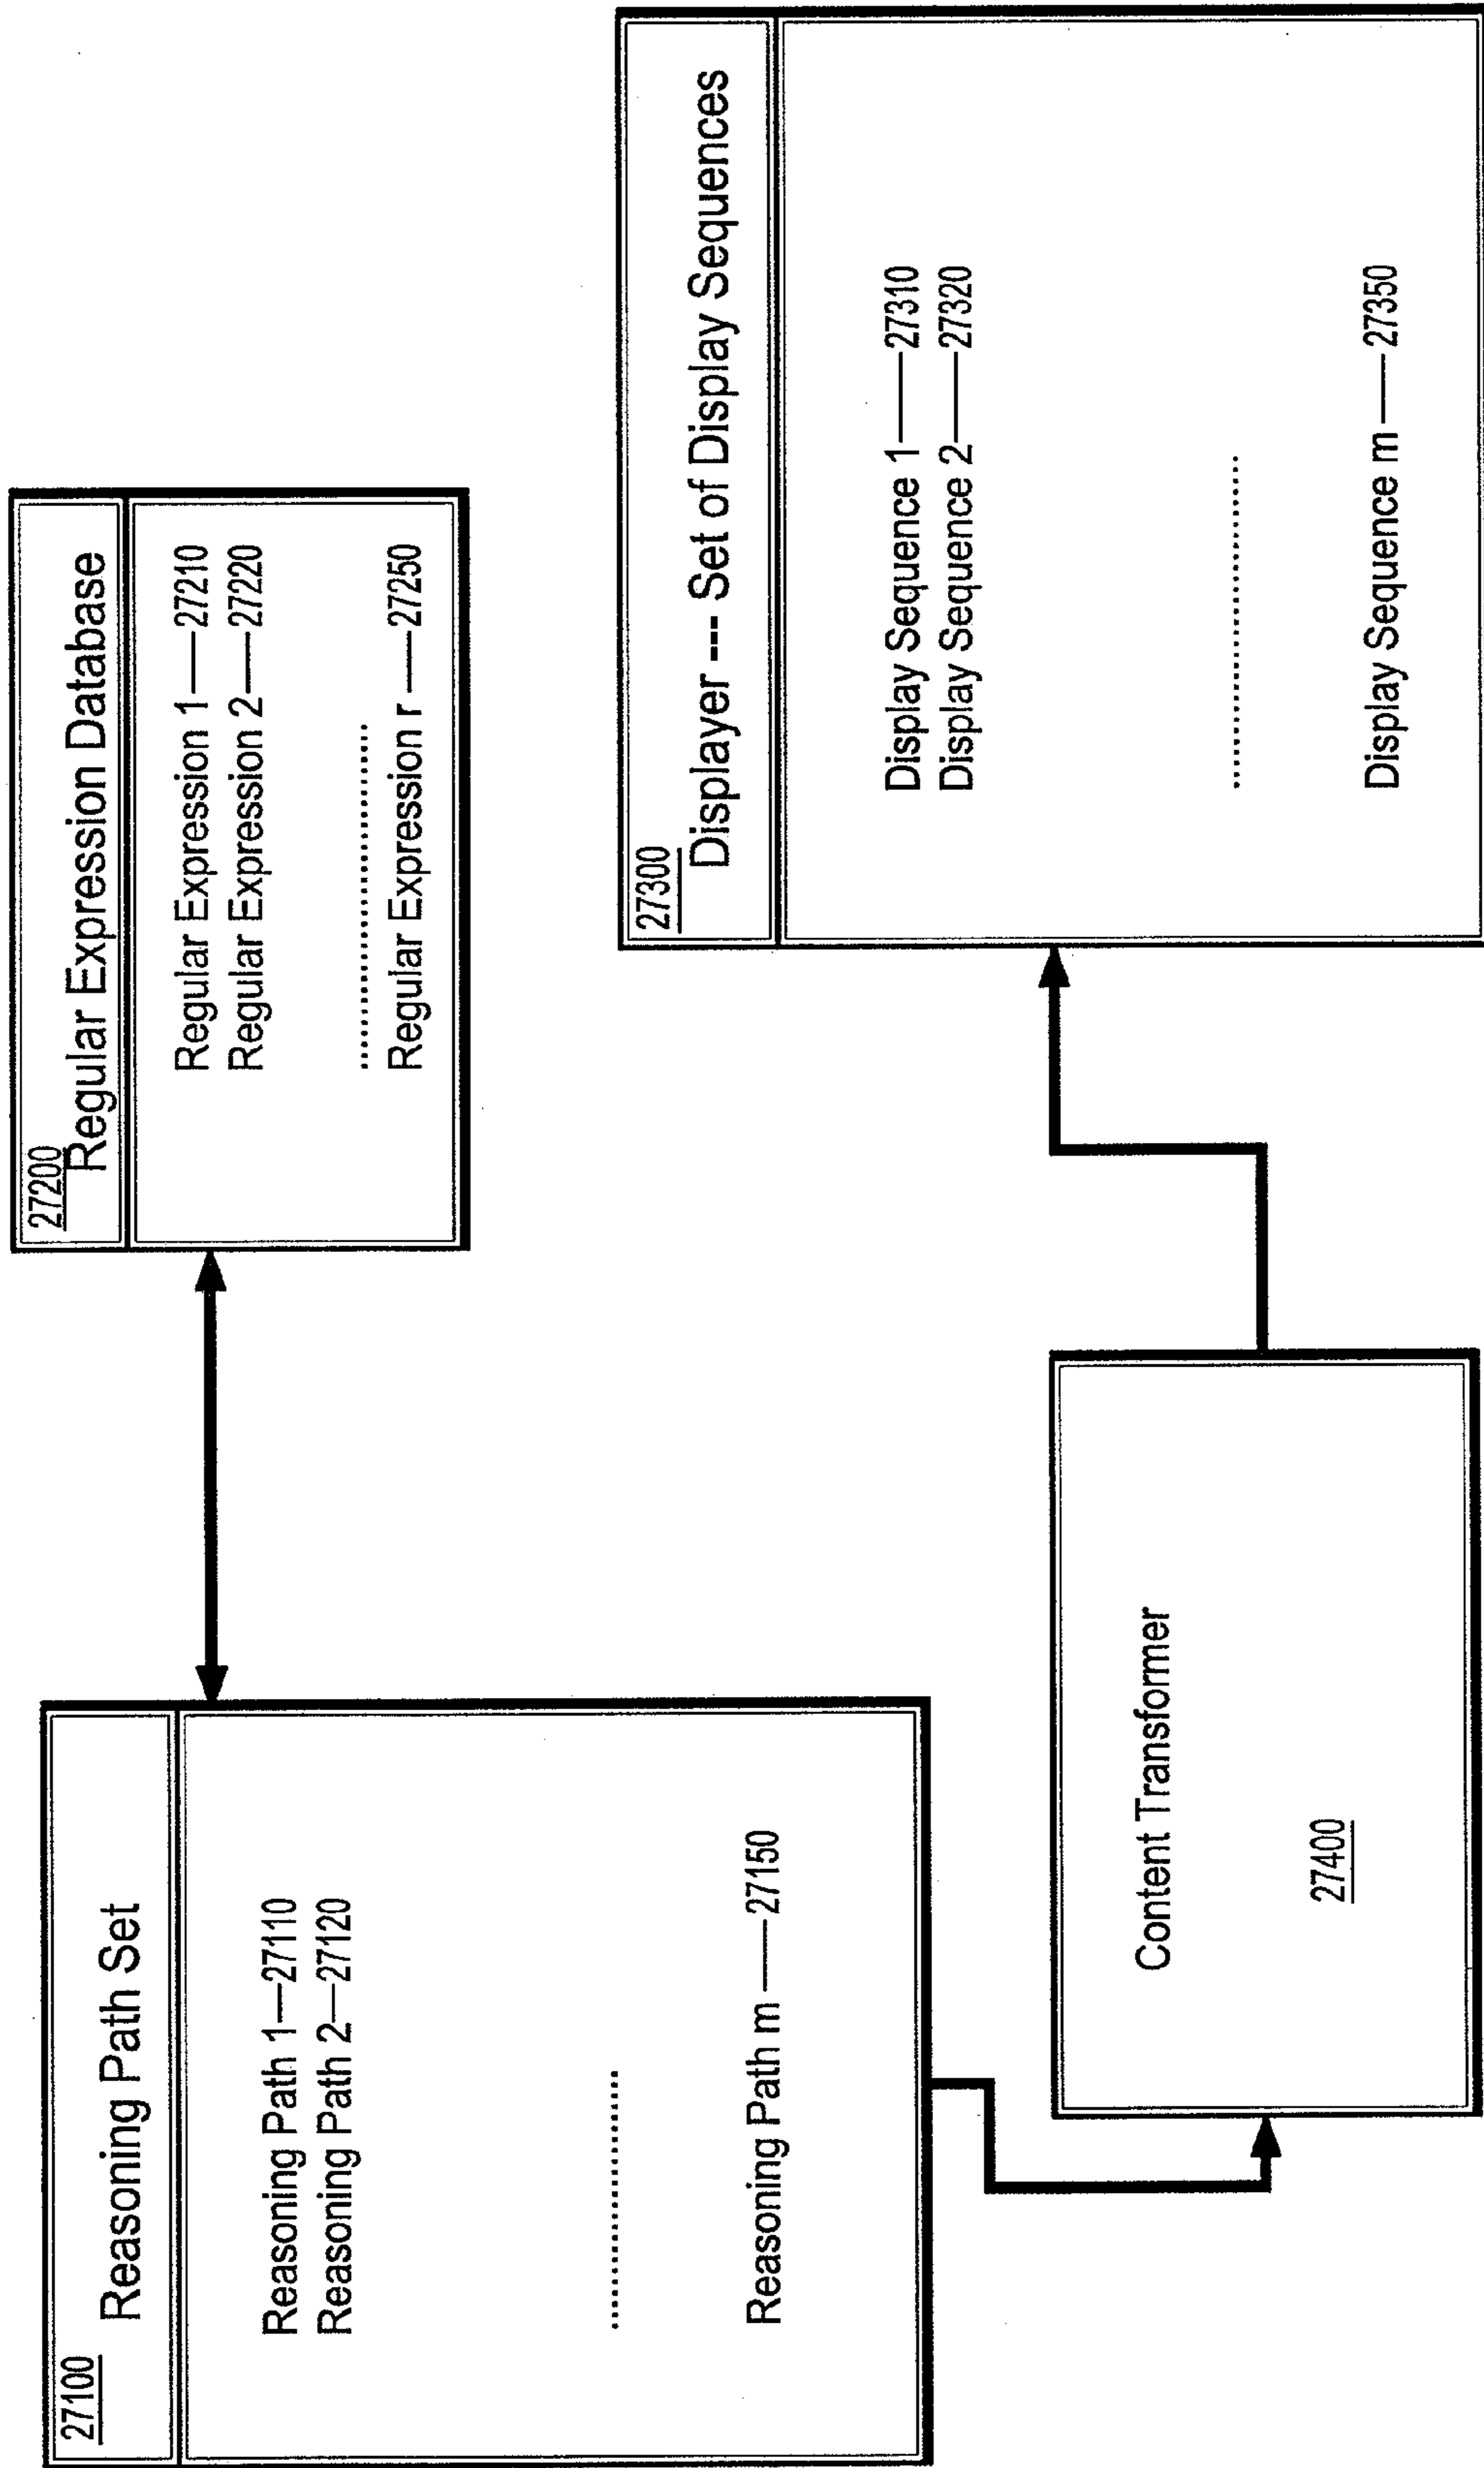 27100
Reasoning Path Set
Reasoning Path 1—27110
Reasoning Path 2—27120
......................
Reasoning Path m —27150
27200
Regular Expression Database
Regular Expression 1—27210
Regular Expression 2—27220
..............................
Regular Expression r —27250
Content Transformer
27400
27300
Displayer --- Set of Display Sequences
Display Sequence 1—27310
Display Sequence 2—27320
.............................
Display Sequence m —27350